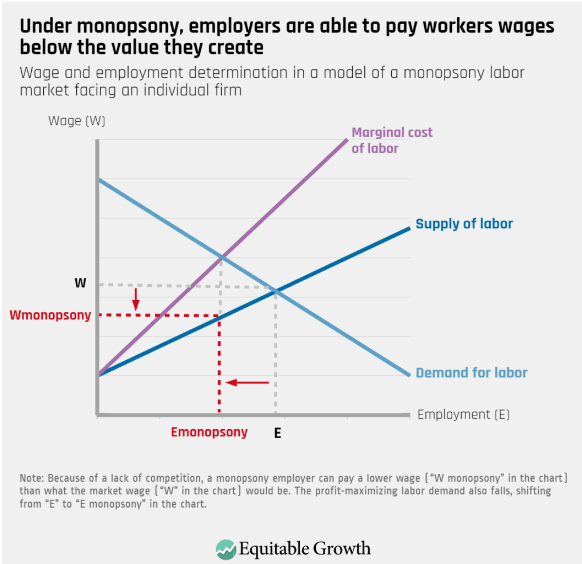 Under monopsony, employers are able to pay workers wages
below the value they create
Wage and employment determination in a model of a monopsony labor
market facing an individual firm
Wage (W)
Marginal cost
of labor
Supply of labor
W
Wmonopsony
Demand for labor
Employment (E)
Emonopsony
E
Note: Because of a lack of competition, a monopsony employer can pay a lower wage ["W monopsony" in the chart]
than what the market wage ["W" in the chart] would be. The profit-maximizing labor demand also falls, shifting
from "E" to "E monopsony" in the chart.
Equitable Growth